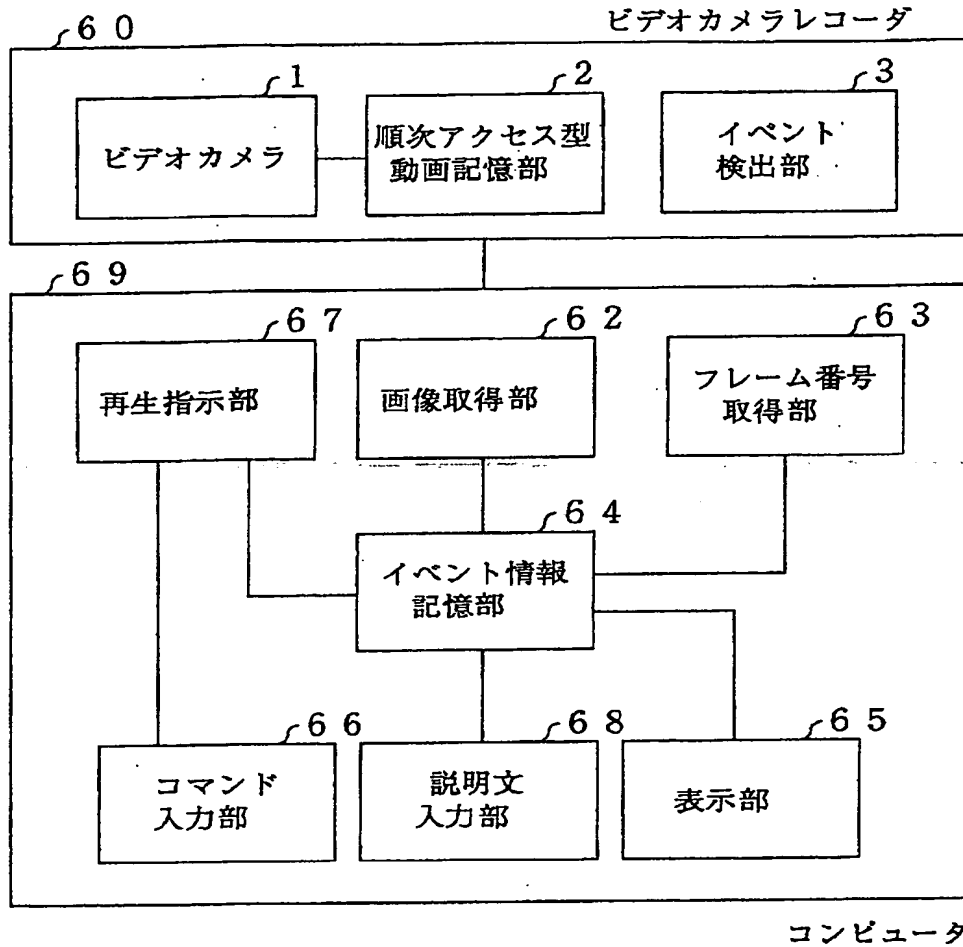 ６０
ビデオカメラレコーダ
１
２
３
ビデオカメラ
順次アクセス型
動画記憶部
イベント
検出部
６９
６７
６２
６３
再生指示部
画像取得部
フレーム番号
取得部
６４
イベント情報
記憶部
６６
６８
６５
コマンド
入力部
説明文
入力部
表示部
コンピュータ